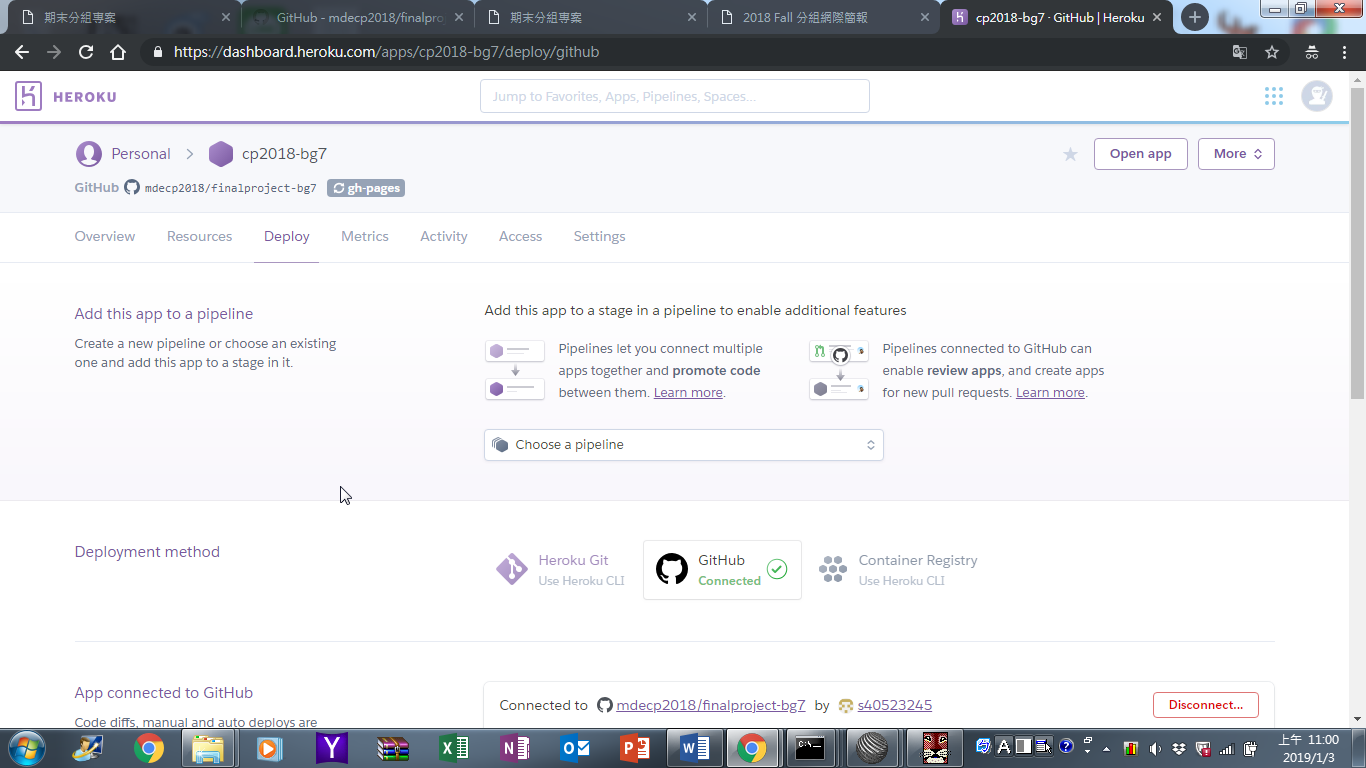 期末分組專案
GitHub - mdecp2018/finalpro
期末分組專案
2018 Fall 分組網際簡報
cp2018-bg7 · GitHub | Heroku
https://dashboard.heroku.com/apps/cp2018-bg7/deploy/github
HEROKU
Jump to Favorites, Apps, Pipelines, Spaces...
Personal
cp2018-bg7
Open app
More
GitHub mdecp2018/finalproject-bg7 gh-pages
Overview
Resources
Deploy
Metrics
Activity
Access
Settings
Add this app to a pipeline
Create a new pipeline or choose an existing
one and add this app to a stage in it.
Add this app to a stage in a pipeline to enable additional features
Pipelines let you connect multiple
apps together and promote code
between them. Learn more.
Pipelines connected to GitHub can
enable review apps, and create apps
for new pull requests. Learn more.
Choose a pipeline
Deployment method
Heroku Git
Use Heroku CLI
GitHub
Connected
Container Registry
Use Heroku CLI
App connected to GitHub
Code diffs, manual and auto deploys are
Connected to mdecp2018/finalproject-bg7 by s40523245
Disconnect...
上午 11:00
2019/1/3